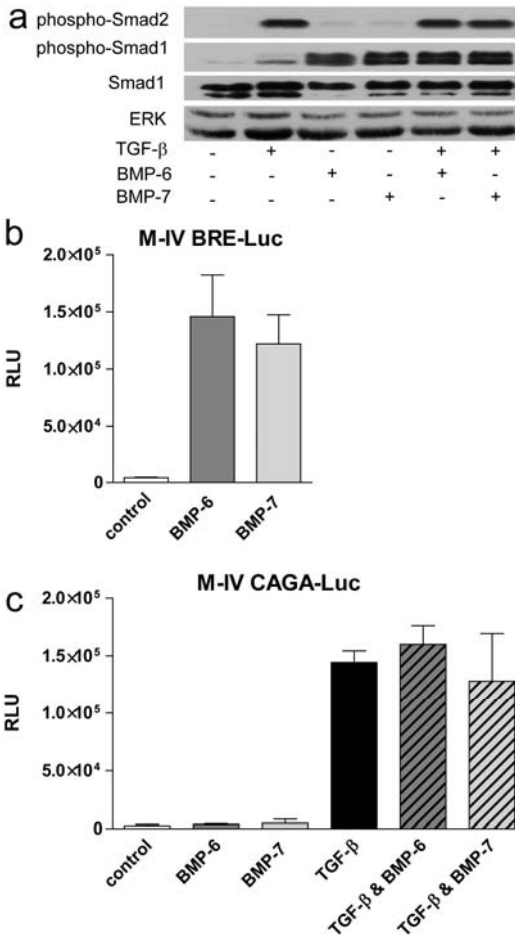 a
phospho-Smad2
phospho-Smad1
Smad1
ERK
TGF-β - + - - + +
BMP-6 - - + - + -
BMP-7 - - - + - +
b
M-IV BRE-Luc
2.0×10⁵
1.5×10⁵
1.0×10⁵
5.0×10⁴
0
RLU
control
BMP-6
BMP-7
c
M-IV CAGA-Luc
2.0×10⁵
1.5×10⁵
1.0×10⁵
5.0×10⁴
0
RLU
control
BMP-6
BMP-7
TGF-β
TGF-β & BMP-6
TGF-β & BMP-7